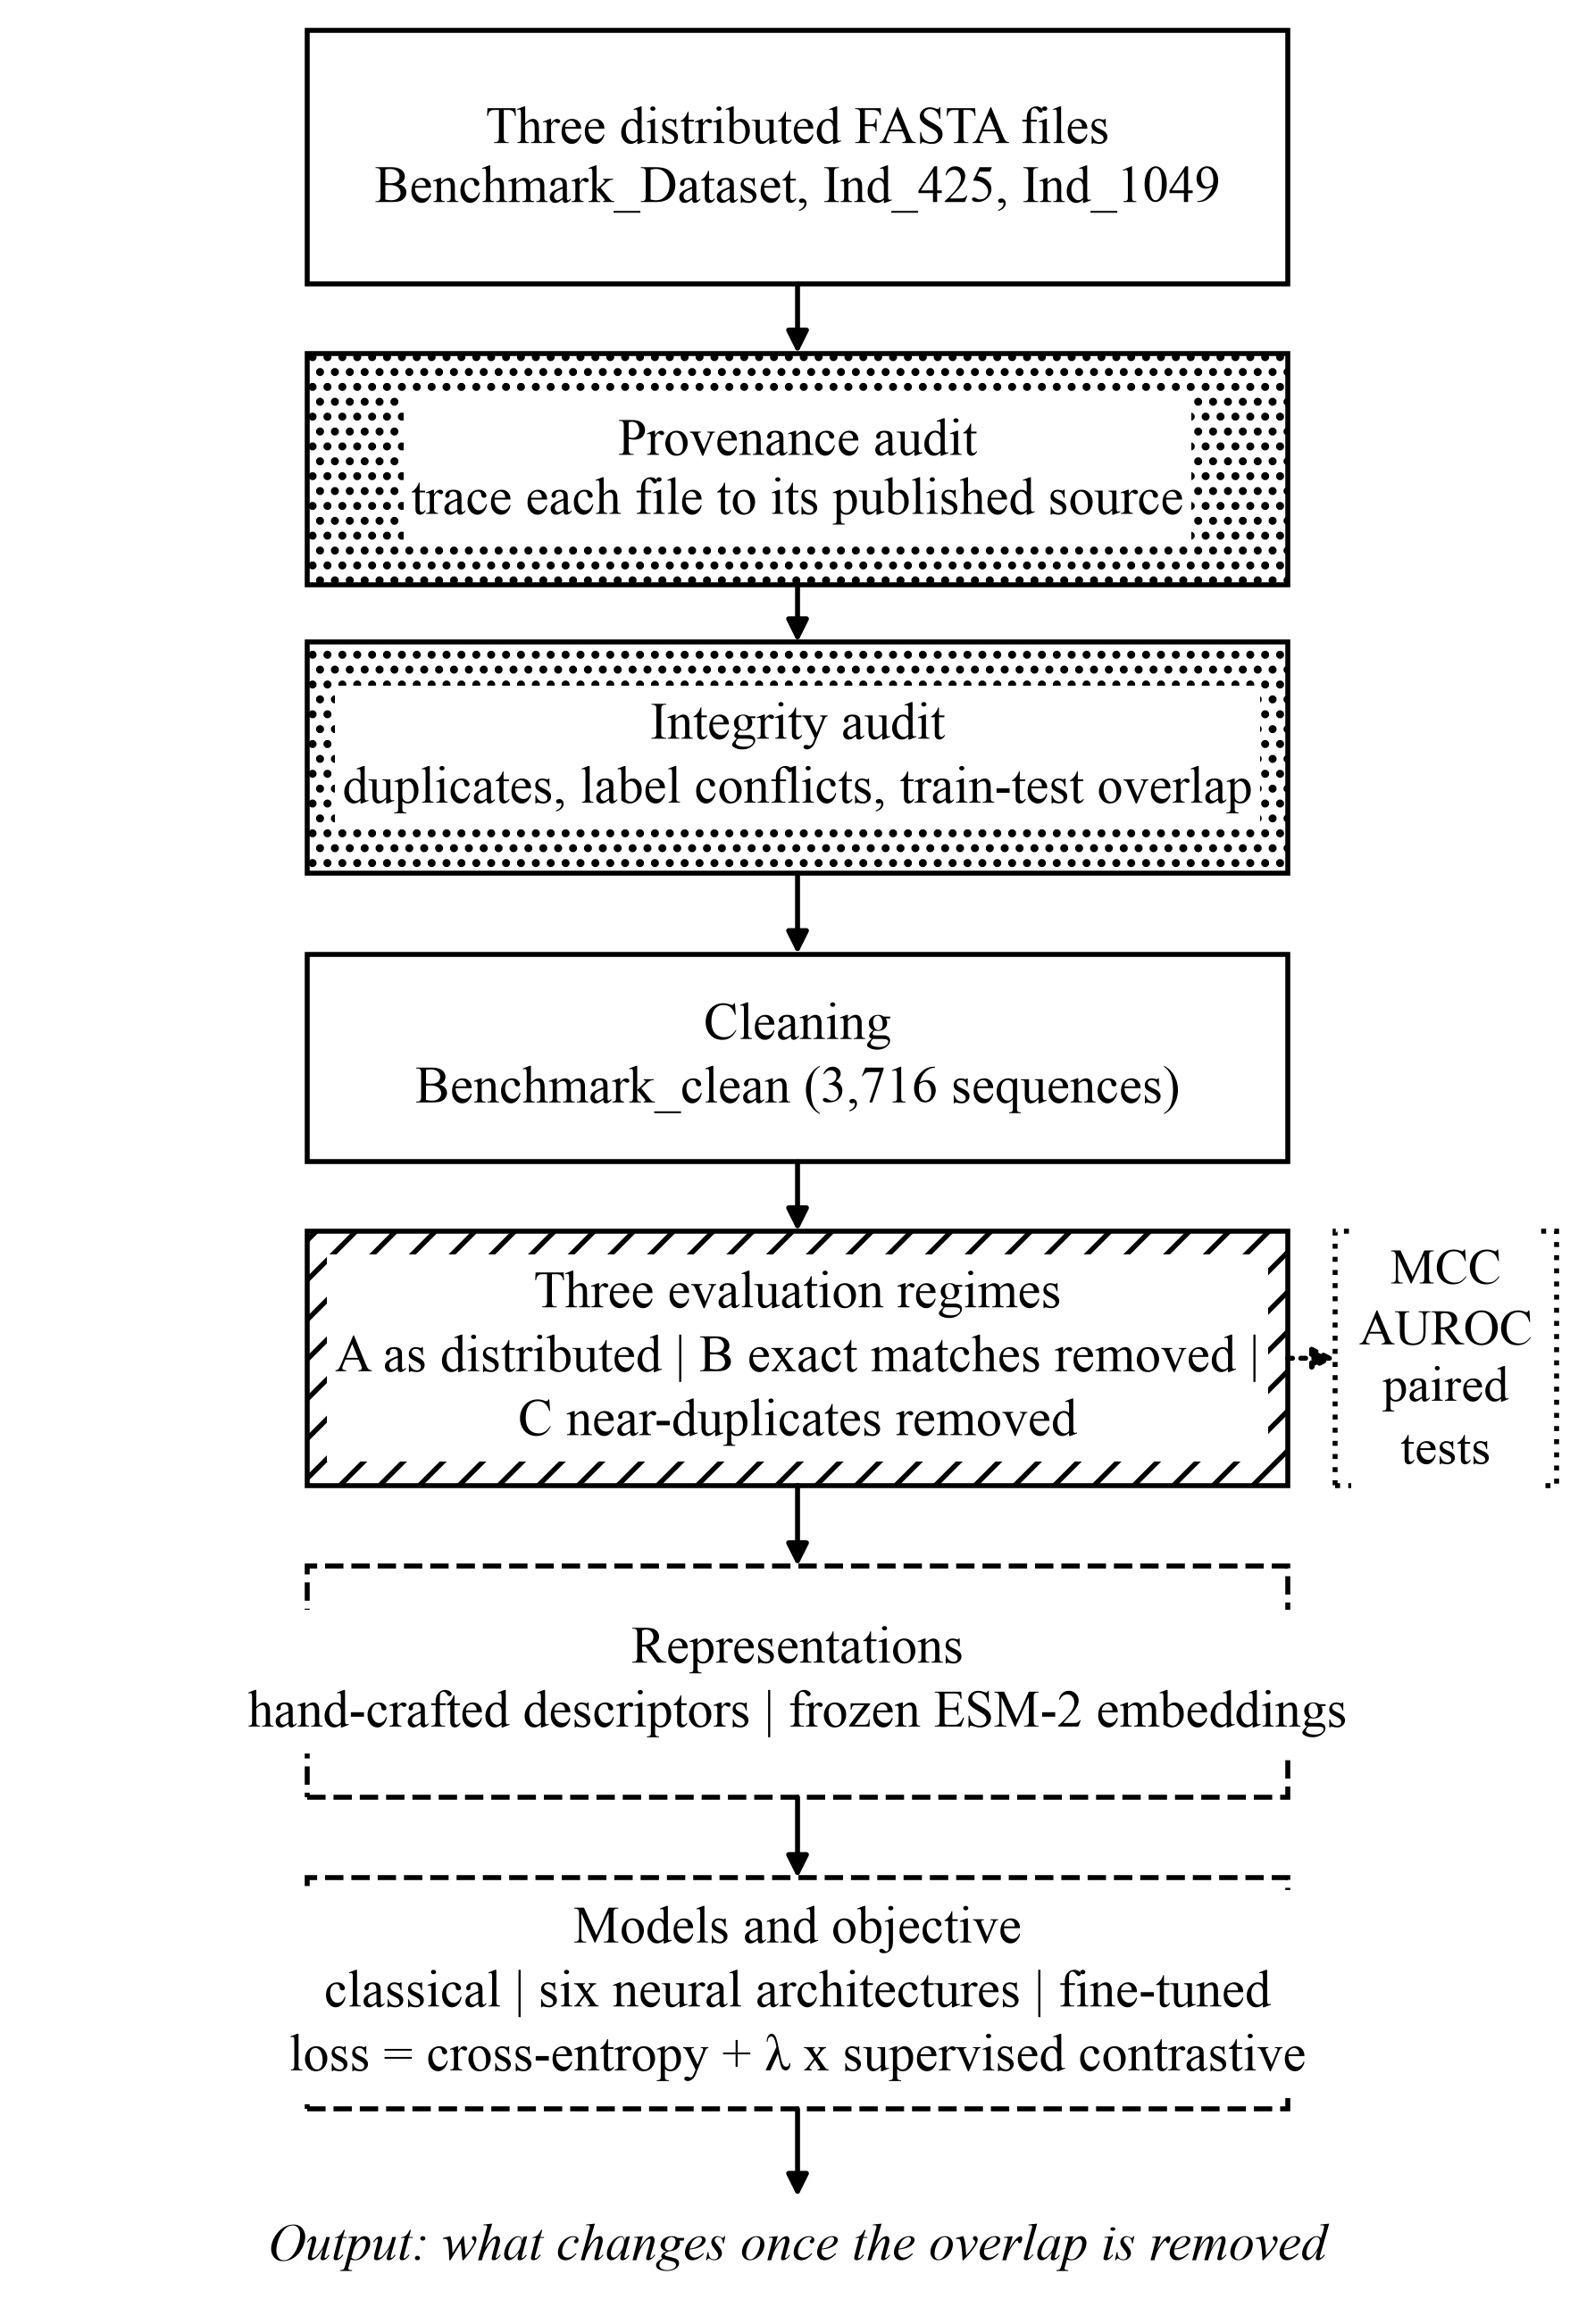 Three distributed FASTA files
Benchmark_Dataset, Ind_425, Ind_1049
Provenance audit
trace each file to its published source
Integrity audit
duplicates, label conflicts, train-test overlap
Cleaning
Benchmark_clean (3,716 sequences)
Three evaluation regimes
A as distributed | B exact matches removed |
C near-duplicates removed
MCC
AUROC
paired
tests
Representations
hand-crafted descriptors | frozen ESM-2 embeddings
Models and objective
classical | six neural architectures | fine-tuned
loss = cross-entropy + λ x supervised contrastive
Output: what changes once the overlap is removed